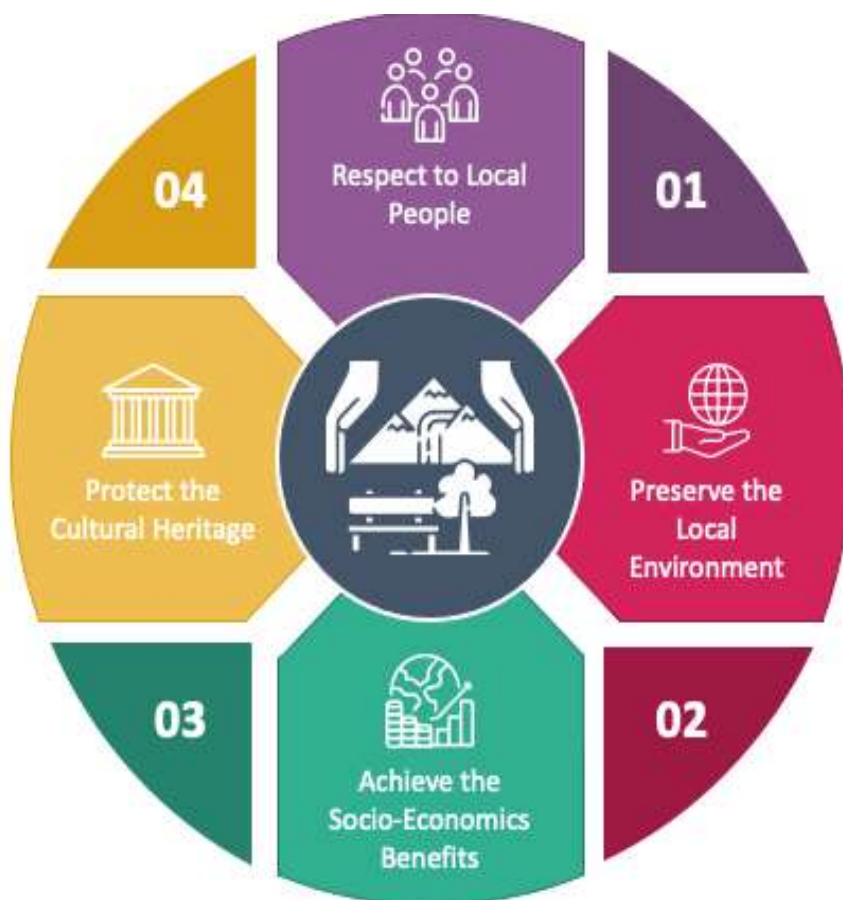 Respect to Local
People
01
Preserve the
Local
Environment
02
Achieve the
Socio-Economics
Benefits
03
Protect the
Cultural Heritage
04